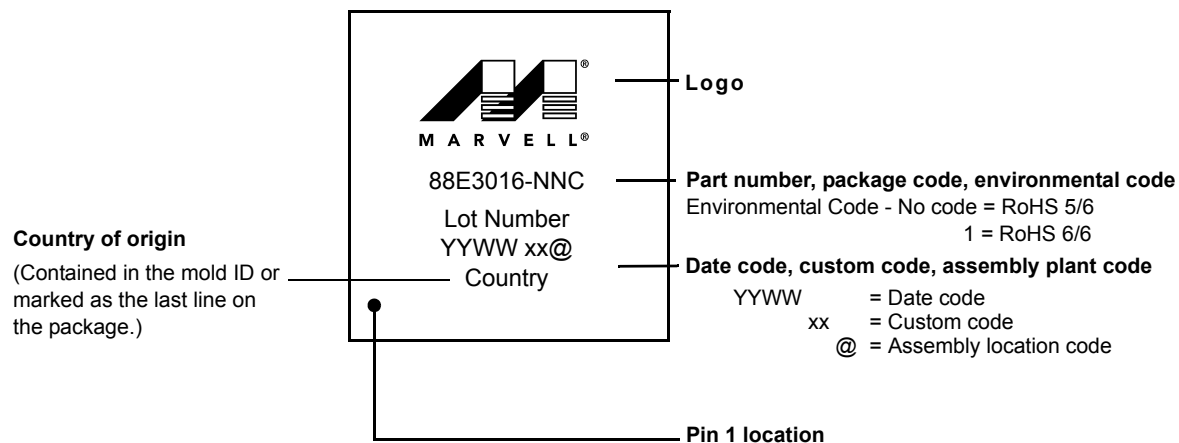 ®
MARVELL®
88E3016-NNC
Lot Number
YYWW xx@
Country
Logo
Part number, package code, environmental code
Environmental Code - No code = RoHS 5/6
1 = RoHS 6/6
Country of origin
(Contained in the mold ID or
marked as the last line on
the package.)
Date code, custom code, assembly plant code
YYWW = Date code
xx = Custom code
@ = Assembly location code
Pin 1 location